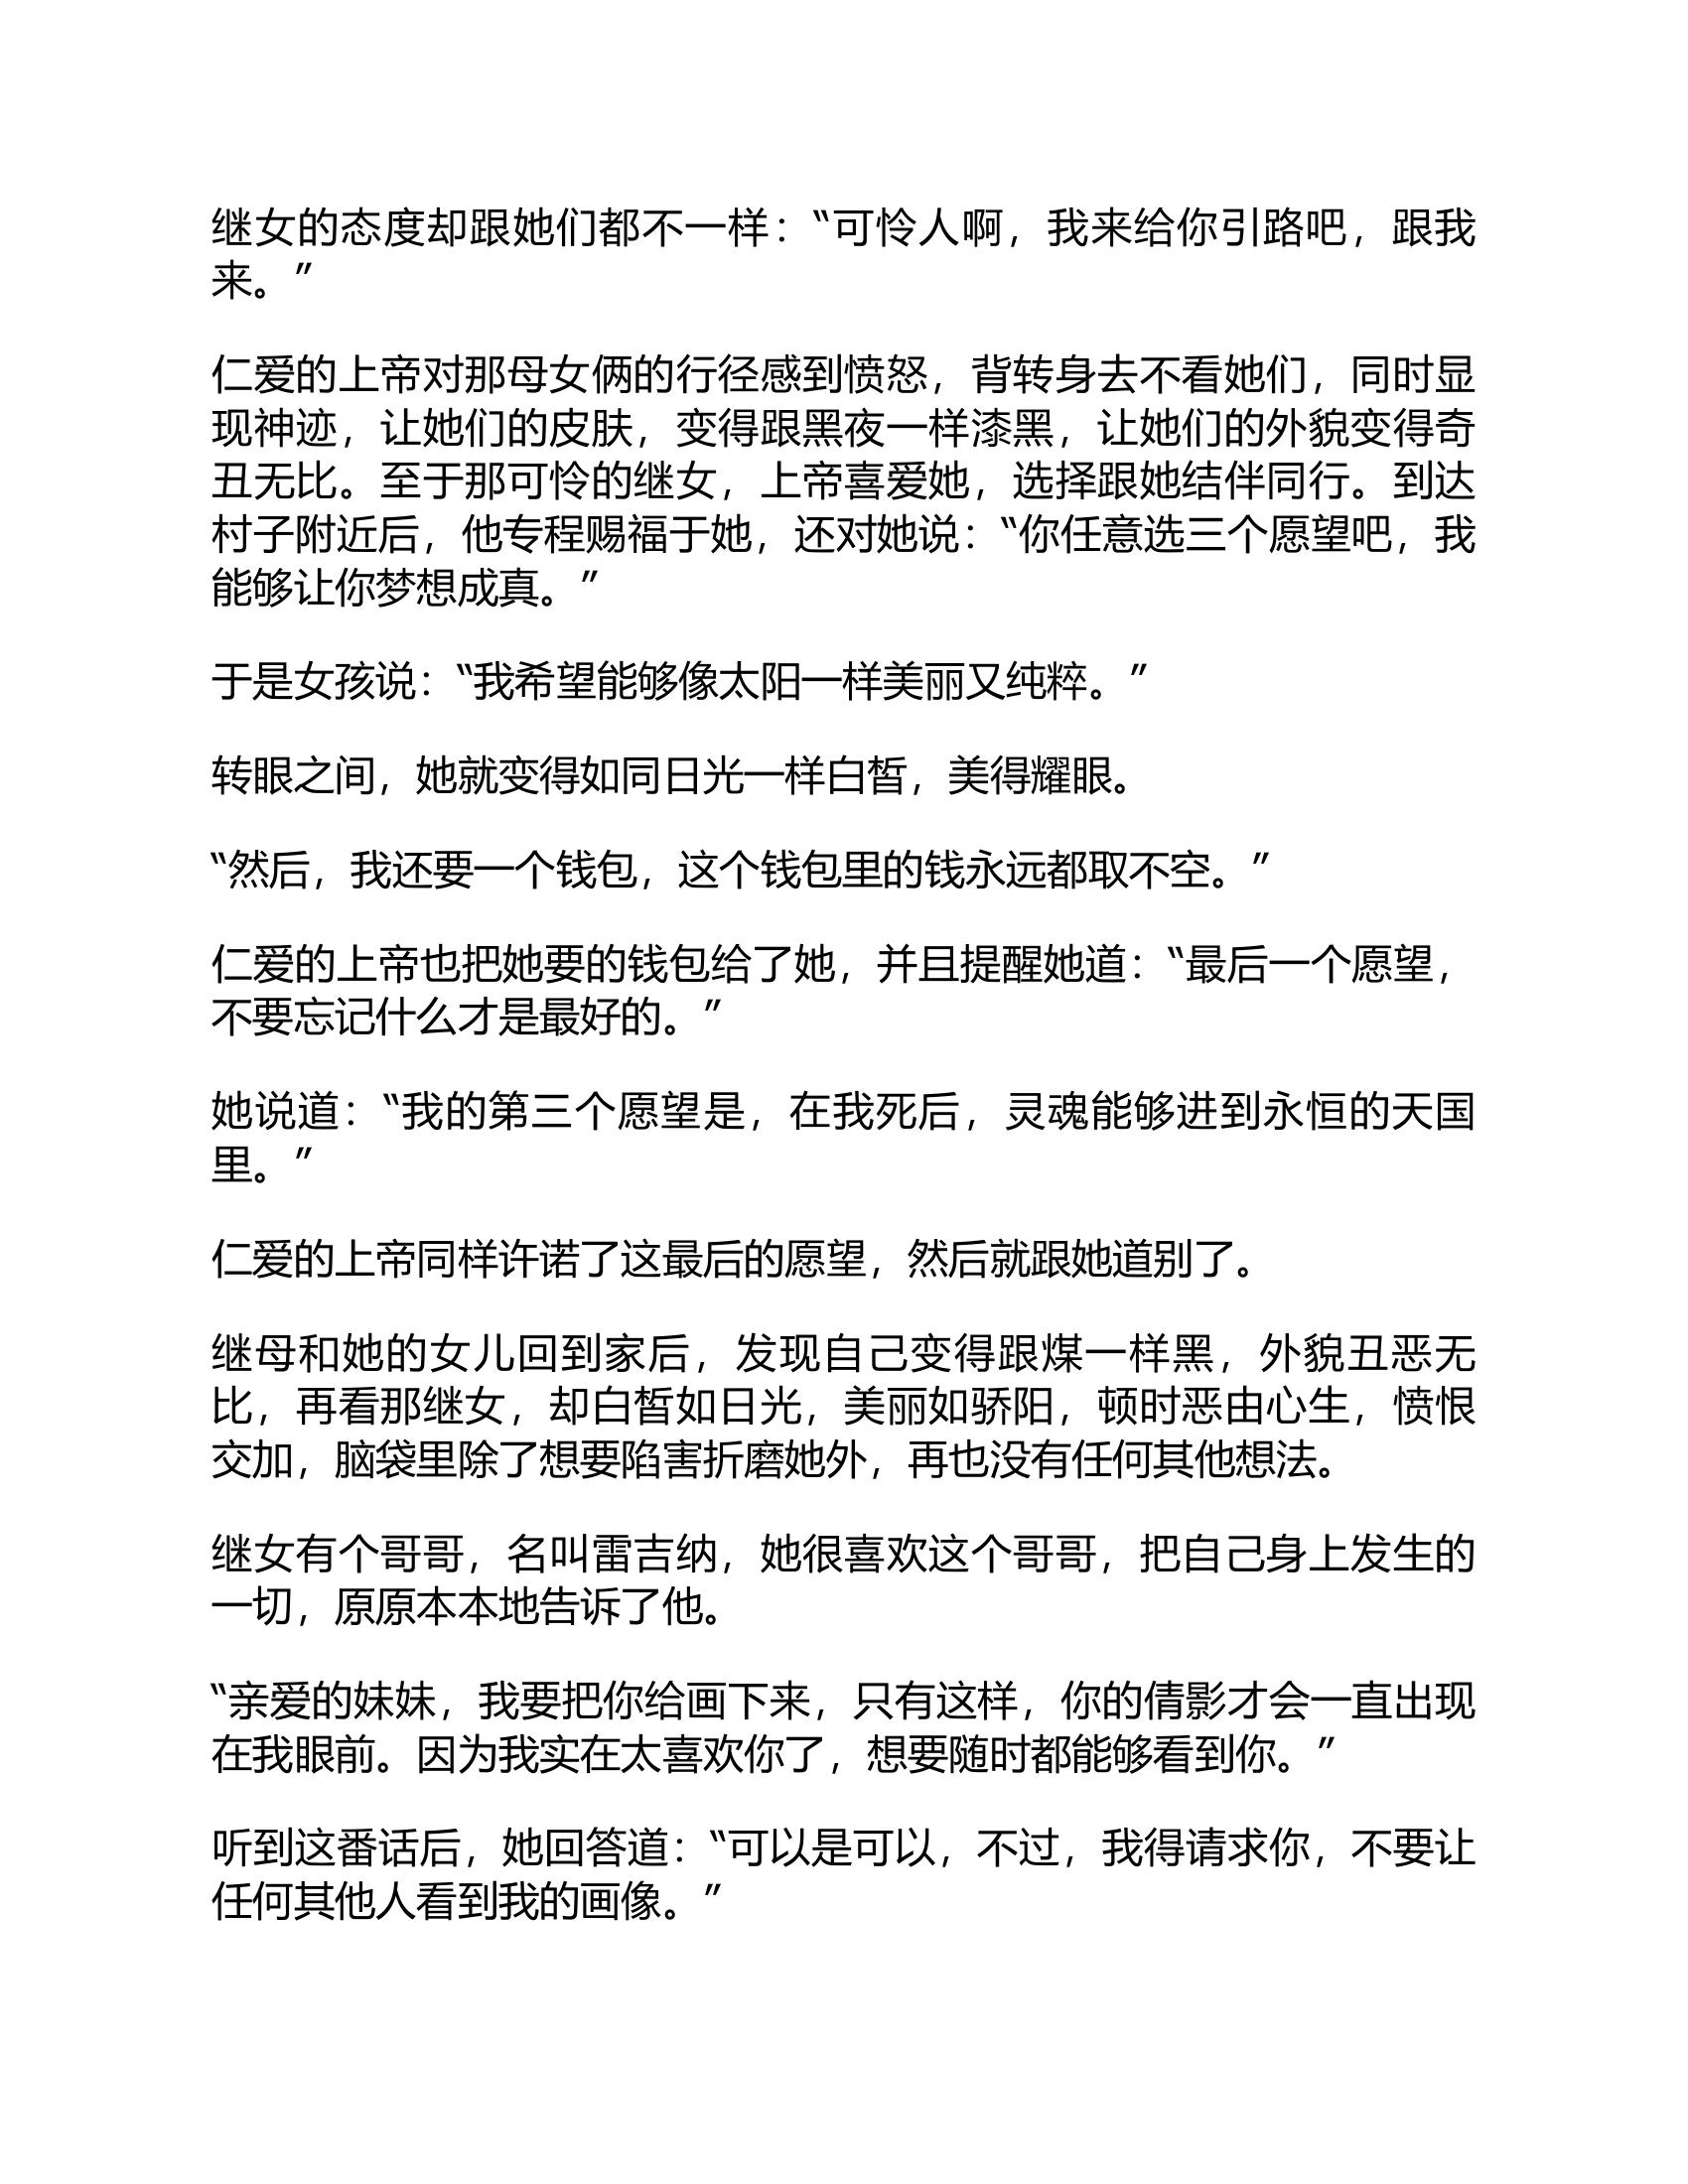 继女的态度却跟她们都不一样：“可怜人啊，我来给你引路吧，跟我
来。”
仁爱的上帝对那母女俩的行径感到愤怒，背转身去不看她们，同时显
现神迹，让她们的皮肤，变得跟黑夜一样漆黑，让她们的外貌变得奇
丑无比。至于那可怜的继女，上帝喜爱她，选择跟她结伴同行。到达
村子附近后，他专程赐福于她，还对她说：“你任意选三个愿望吧，我
能够让你梦想成真。”
于是女孩说：“我希望能够像太阳一样美丽又纯粹。”
转眼之间，她就变得如同日光一样白皙，美得耀眼。
“然后，我还要一个钱包，这个钱包里的钱永远都取不空。”
仁爱的上帝也把她要的钱包给了她，并且提醒她道：“最后一个愿望，
不要忘记什么才是最好的。”
她说道：“我的第三个愿望是，在我死后，灵魂能够进到永恒的天国
里。”
仁爱的上帝同样许诺了这最后的愿望，然后就跟她道别了。
继母和她的女儿回到家后，发现自己变得跟煤一样黑，外貌丑恶无
比，再看那继女，却白皙如日光，美丽如骄阳，顿时恶由心生，愤恨
交加，脑袋里除了想要陷害折磨她外，再也没有任何其他想法。
继女有个哥哥，名叫雷吉纳，她很喜欢这个哥哥，把自己身上发生的
一切，原原本本地告诉了他。
“亲爱的妹妹，我要把你给画下来，只有这样，你的倩影才会一直出现
在我眼前。因为我实在太喜欢你了，想要随时都能够看到你。”
听到这番话后，她回答道：“可以是可以，不过，我得请求你，不要让
任何其他人看到我的画像。”